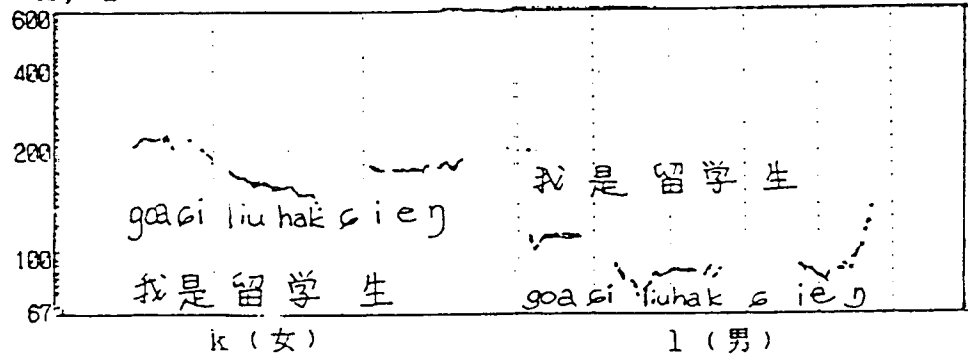 600
400
200
100
67
goa ɕi liu hak ɕ i e ŋ
我是 留学 生
k (女)
我 是 留 学 生
goa ɕi liuhak ɕ i e ŋ
l (男)